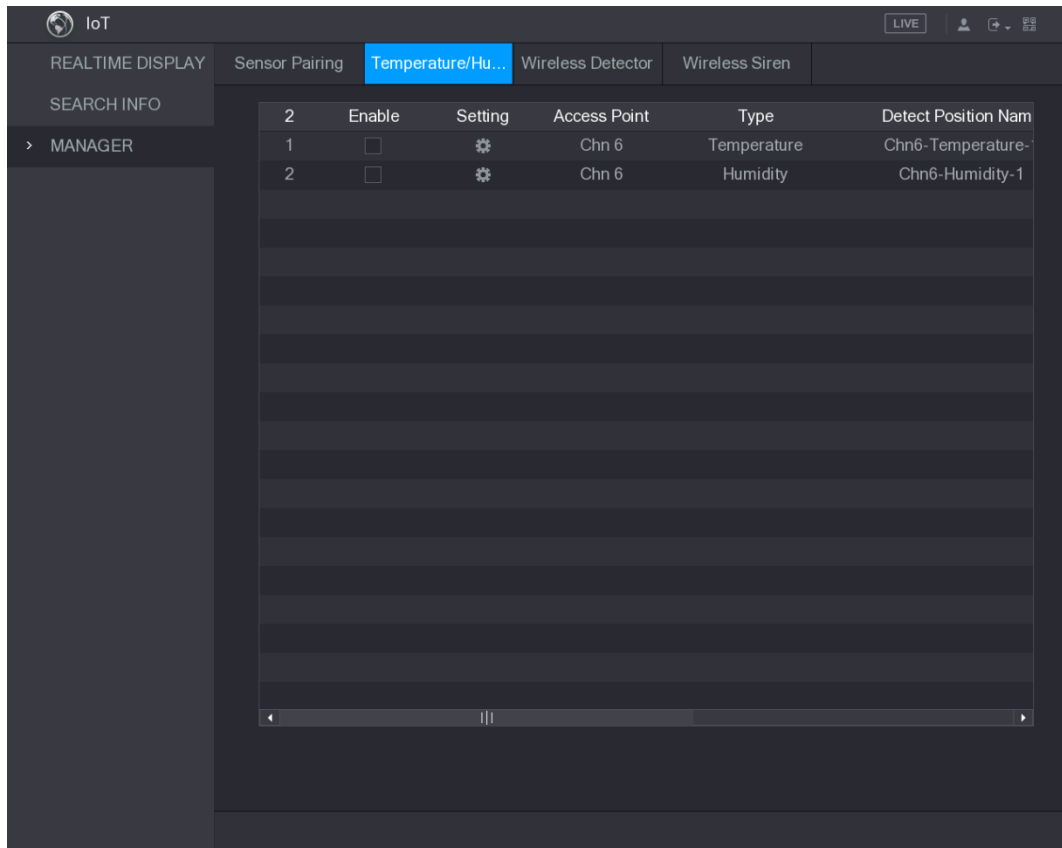 IoT LIVE
REALTIME DISPLAY Sensor Pairing Temperature/Hu... Wireless Detector Wireless Siren
SEARCH INFO
2 Enable Setting Access Point Type Detect Position Nam
MANAGER
1 Chn 6 Temperature Chn6-Temperature-1
2 Chn 6 Humidity Chn6-Humidity-1